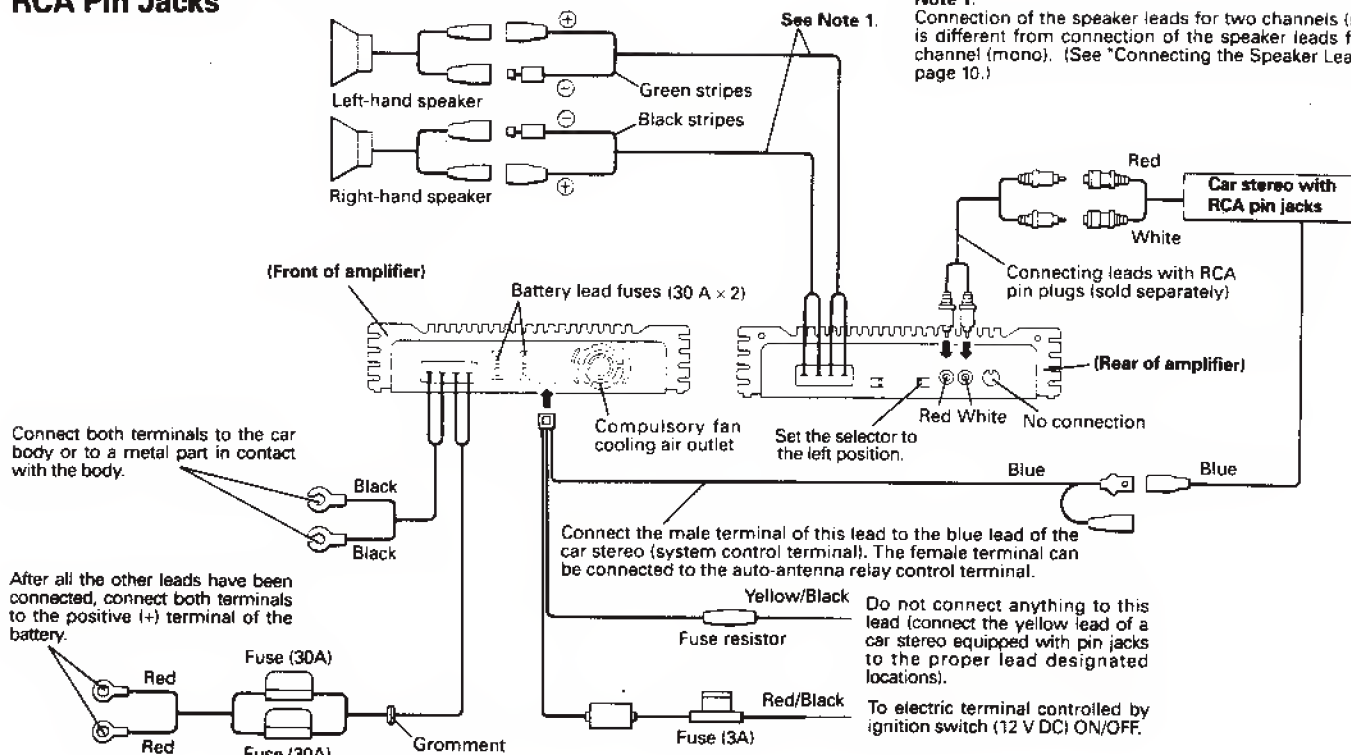 RCA Pin Jacks
Note 1.
Connection of the speaker leads for two channels
is different from connection of the speaker leads
channel (mono). (See "Connecting the Speaker
page 10.)
See Note 1.
⊕
⊖
Green stripes
Left-hand speaker
⊖
Black stripes
⊕
Right-hand speaker
Red
Car stereo with
RCA pin jacks
White
Connecting leads with RCA
pin plugs (sold separately)
(Front of amplifier)
Battery lead fuses (30 A × 2)
(Rear of amplifier)
Compulsory fan
cooling air outlet
Red White
No connection
Set the selector to
the left position.
Connect both terminals to the car
body or to a metal part in contact
with the body.
Black
Black
Blue
Blue
Connect the male terminal of this lead to the blue lead of the
car stereo (system control terminal). The female terminal can
be connected to the auto-antenna relay control terminal.
After all the other leads have been
connected, connect both terminals
to the positive (+) terminal of the
battery.
Yellow/Black
Fuse resistor
Do not connect anything to this
lead (connect the yellow lead of a
car stereo equipped with pin jacks
to the proper lead designated
locations).
Red
Fuse (30A)
Red
Fuse (30A)
Gromment
Red/Black
Fuse (3A)
To electric terminal controlled by
ignition switch (12 V DC) ON/OFF.